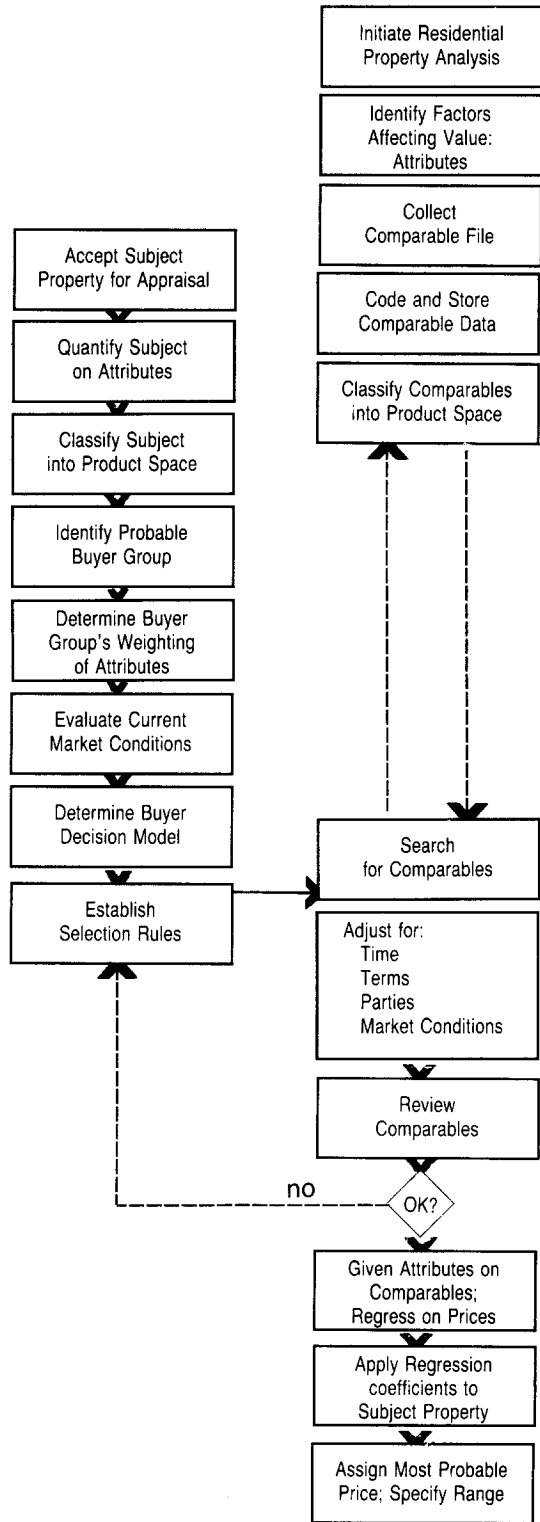 Initiate Residential
Property Analysis
Identify Factors
Affecting Value:
Attributes
Collect
Comparable File
Code and Store
Comparable Data
Classify Comparables
into Product Space
Accept Subject
Property for Appraisal
Quantify Subject
on Attributes
Classify Subject
into Product Space
Identify Probable
Buyer Group
Determine Buyer
Group's Weighting
of Attributes
Evaluate Current
Market Conditions
Determine Buyer
Decision Model
Establish
Selection Rules
Search
for Comparables
Adjust for:
Time
Terms
Parties
Market Conditions
Review
Comparables
no
OK?
Given Attributes on
Comparables;
Regress on Prices
Apply Regression
coefficients to
Subject Property
Assign Most Probable
Price; Specify Range